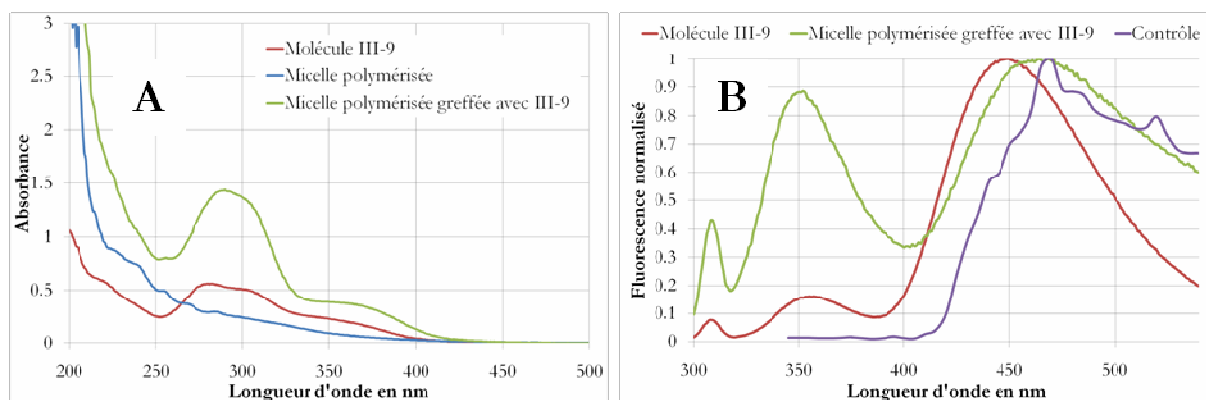 3
2.5
2
1.5
1
0.5
0
Absorbance
A
Molécule III-9
Micelle polymérisée
Micelle polymérisée greffée avec III-9
200 250 300 350 400 450 500
Longueur d'onde en nm
Molécule III-9 Micelle polymérisée greffée avec III-9 Contrôle
1
0.9
0.8
0.7
0.6
0.5
0.4
0.3
0.2
0.1
0
Fluorescence normalisé
B
300 350 400 450 500
Longueur d'onde en nm